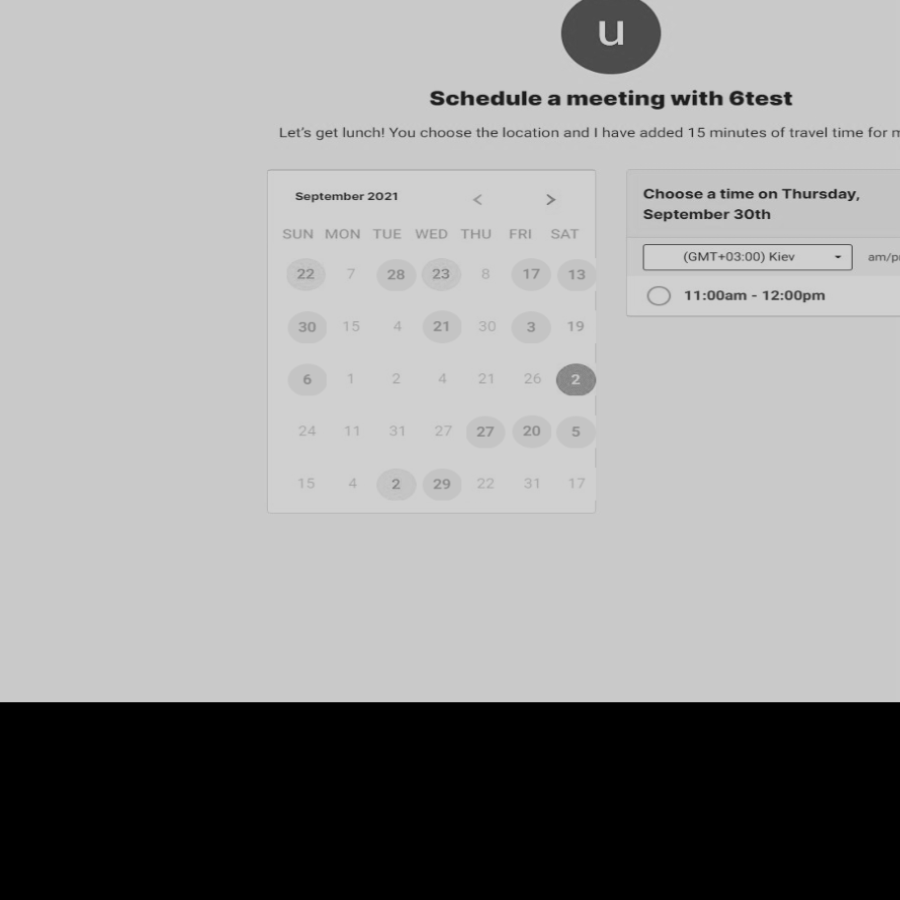 u
Schedule a meeting with 6test
Let's get lunch! You choose the location and I have added 15 minutes of travel time for
September 2021 < >
SUN MON TUE WED THU FRI SAT
22 7 28 23 8 17 13
30 15 4 21 30 3 19
6 1 2 4 21 26 2
24 11 31 27 27 20 5
15 4 2 29 22 31 17
Choose a time on Thursday,
September 30th
(GMT+03:00) Kiev am/
11:00am - 12:00pm